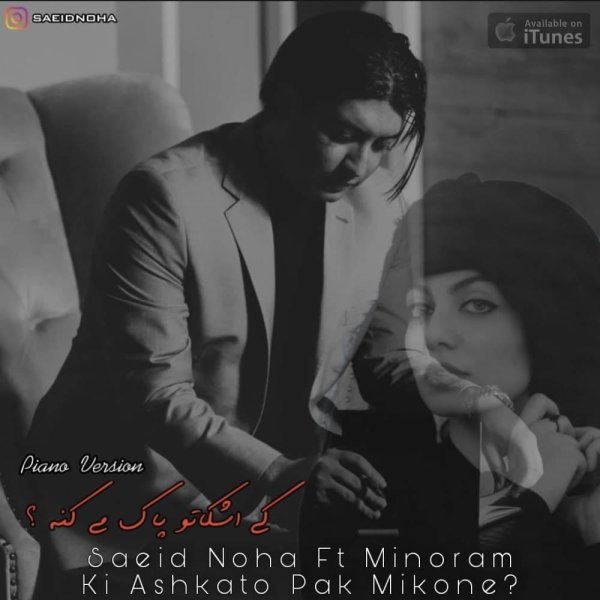 SAEIDNOHA
Available on
iTunes
Piano Version
کی اشکاتو پاک می کنه ؟
Saeid Noha Ft Minoram
Ki Ashkato Pak Mikone?